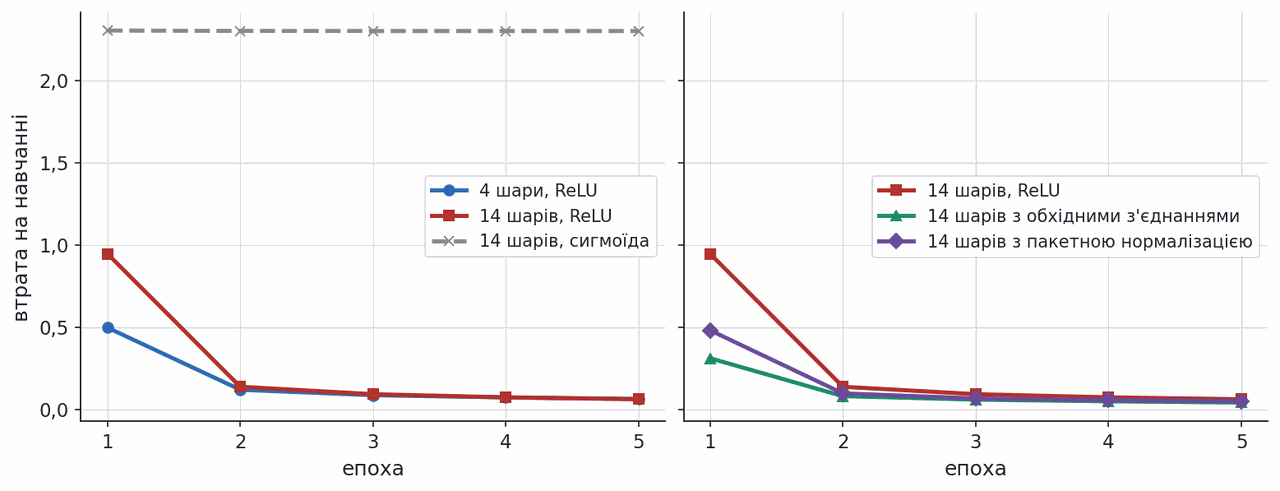 втрата на навчанні
2,0
1,5
1,0
0,5
0,0
4 шари, ReLU
14 шарів, ReLU
14 шарів, сигмоїда
1 2 3 4 5
епоха
14 шарів, ReLU
14 шарів з обхідними з'єднаннями
14 шарів з пакетною нормалізацією
1 2 3 4 5
епоха